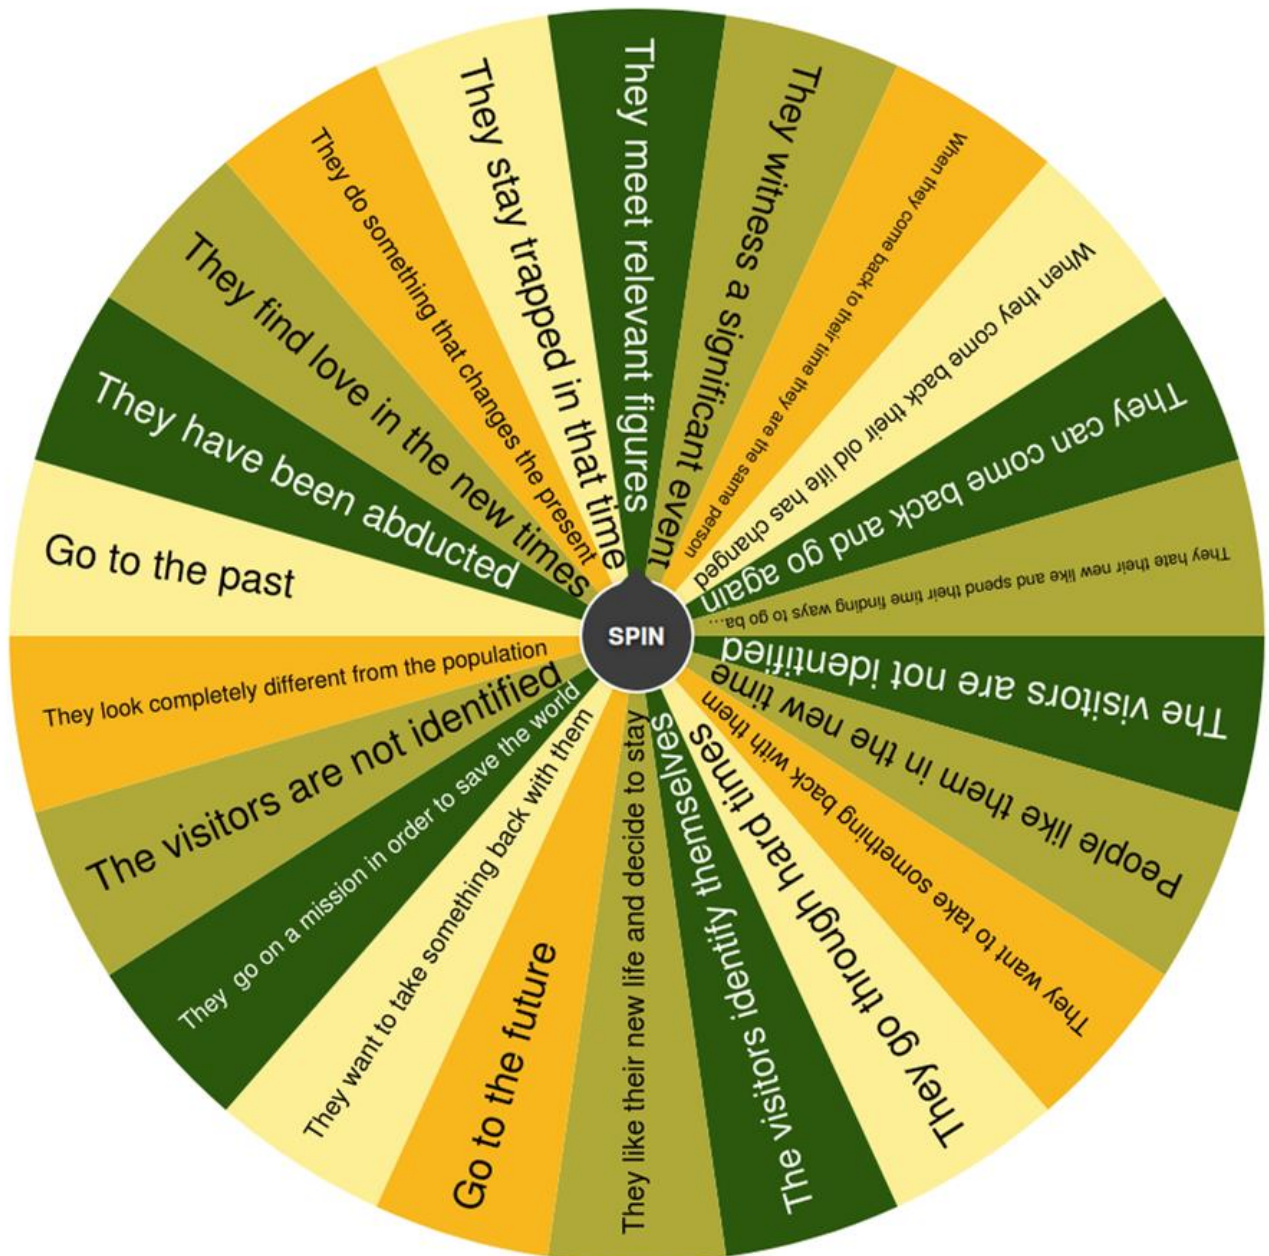 They meet relevant figures
They witness a significant event
When they come back to their time they are the same person
When they come back their old life has changed
They can come back and go again
They hate their new like and spend their time finding ways to go to ba...
The visitors are not identified
People like them in the new time
They want to take something back with them
They go through hard times
The visitors identify themselves
They like their new life and decide to stay
Go to the future
They want to take something back with them
They go on a mission in order to save the world
The visitors are not identified
They look completely different from the population
Go to the past
They have been abducted
They find love in the new times
They do something that changes the present
They stay trapped in that time
SPIN